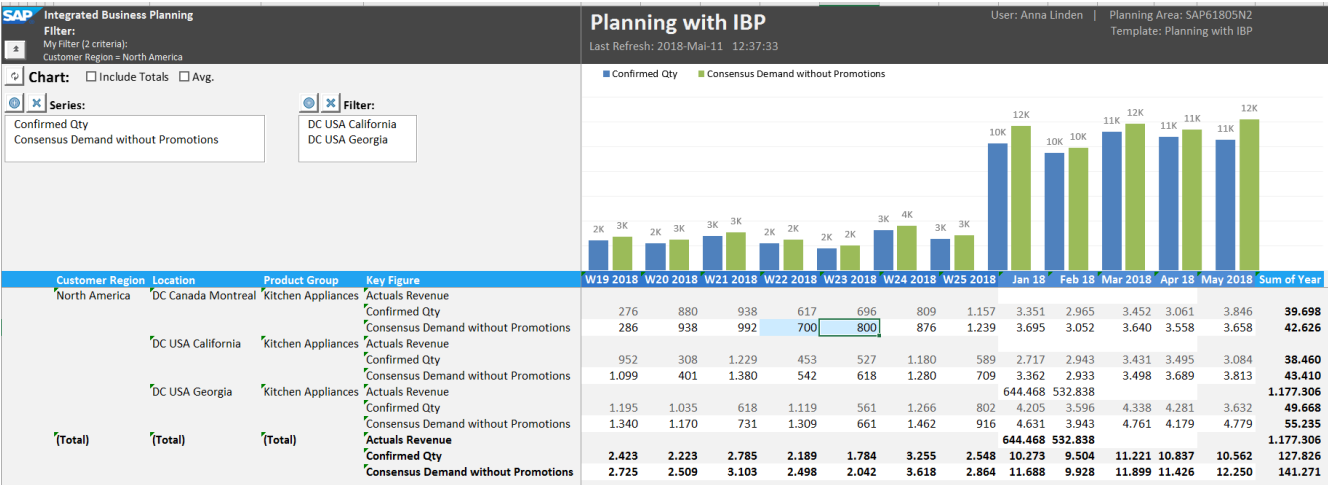 SAP Integrated Business Planning
Filter:
My Filter (2 criteria):
Customer Region = North America
Planning with IBP
Last Refresh: 2018-Mai-11 12:37:33
User: Anna Linden | Planning Area: SAP61805N2
Template: Planning with IBP
Chart: Include Totals Avg.
Series:
Confirmed Qty
Consensus Demand without Promotions
Filter:
DC USA California
DC USA Georgia
Confirmed Qty Consensus Demand without Promotions
2K 3K 2K 3K 3K 3K 2K 2K 2K 2K 3K 4K 3K 3K 10K 12K 10K 10K 11K 12K 11K 11K 11K 12K
Customer Region Location Product Group Key Figure W19 2018 W20 2018 W21 2018 W22 2018 W23 2018 W24 2018 W25 2018 Jan 18 Feb 18 Mar 2018 Apr 18 May 2018 Sum of Year
North America DC Canada Montreal Kitchen Appliances Actuals Revenue
Confirmed Qty 276 880 938 617 696 809 1.157 3.351 2.965 3.452 3.061 3.846 39.698
Consensus Demand without Promotions 286 938 992 700 800 876 1.239 3.695 3.052 3.640 3.558 3.658 42.626
DC USA California Kitchen Appliances Actuals Revenue
Confirmed Qty 952 308 1.229 453 527 1.180 589 2.717 2.943 3.431 3.495 3.084 38.460
Consensus Demand without Promotions 1.099 401 1.380 542 618 1.280 709 3.362 2.933 3.498 3.689 3.813 43.410
DC USA Georgia Kitchen Appliances Actuals Revenue 644.468 532.838 1.177.306
Confirmed Qty 1.195 1.035 618 1.119 561 1.266 802 4.205 3.596 4.338 4.281 3.632 49.668
Consensus Demand without Promotions 1.340 1.170 731 1.309 661 1.462 916 4.631 3.943 4.761 4.179 4.779 55.235
(Total) (Total) (Total) Actuals Revenue 644.468 532.838 1.177.306
Confirmed Qty 2.423 2.223 2.785 2.189 1.784 3.255 2.548 10.273 9.504 11.221 10.837 10.562 127.826
Consensus Demand without Promotions 2.725 2.509 3.103 2.498 2.042 3.618 2.864 11.688 9.928 11.899 11.426 12.250 141.271